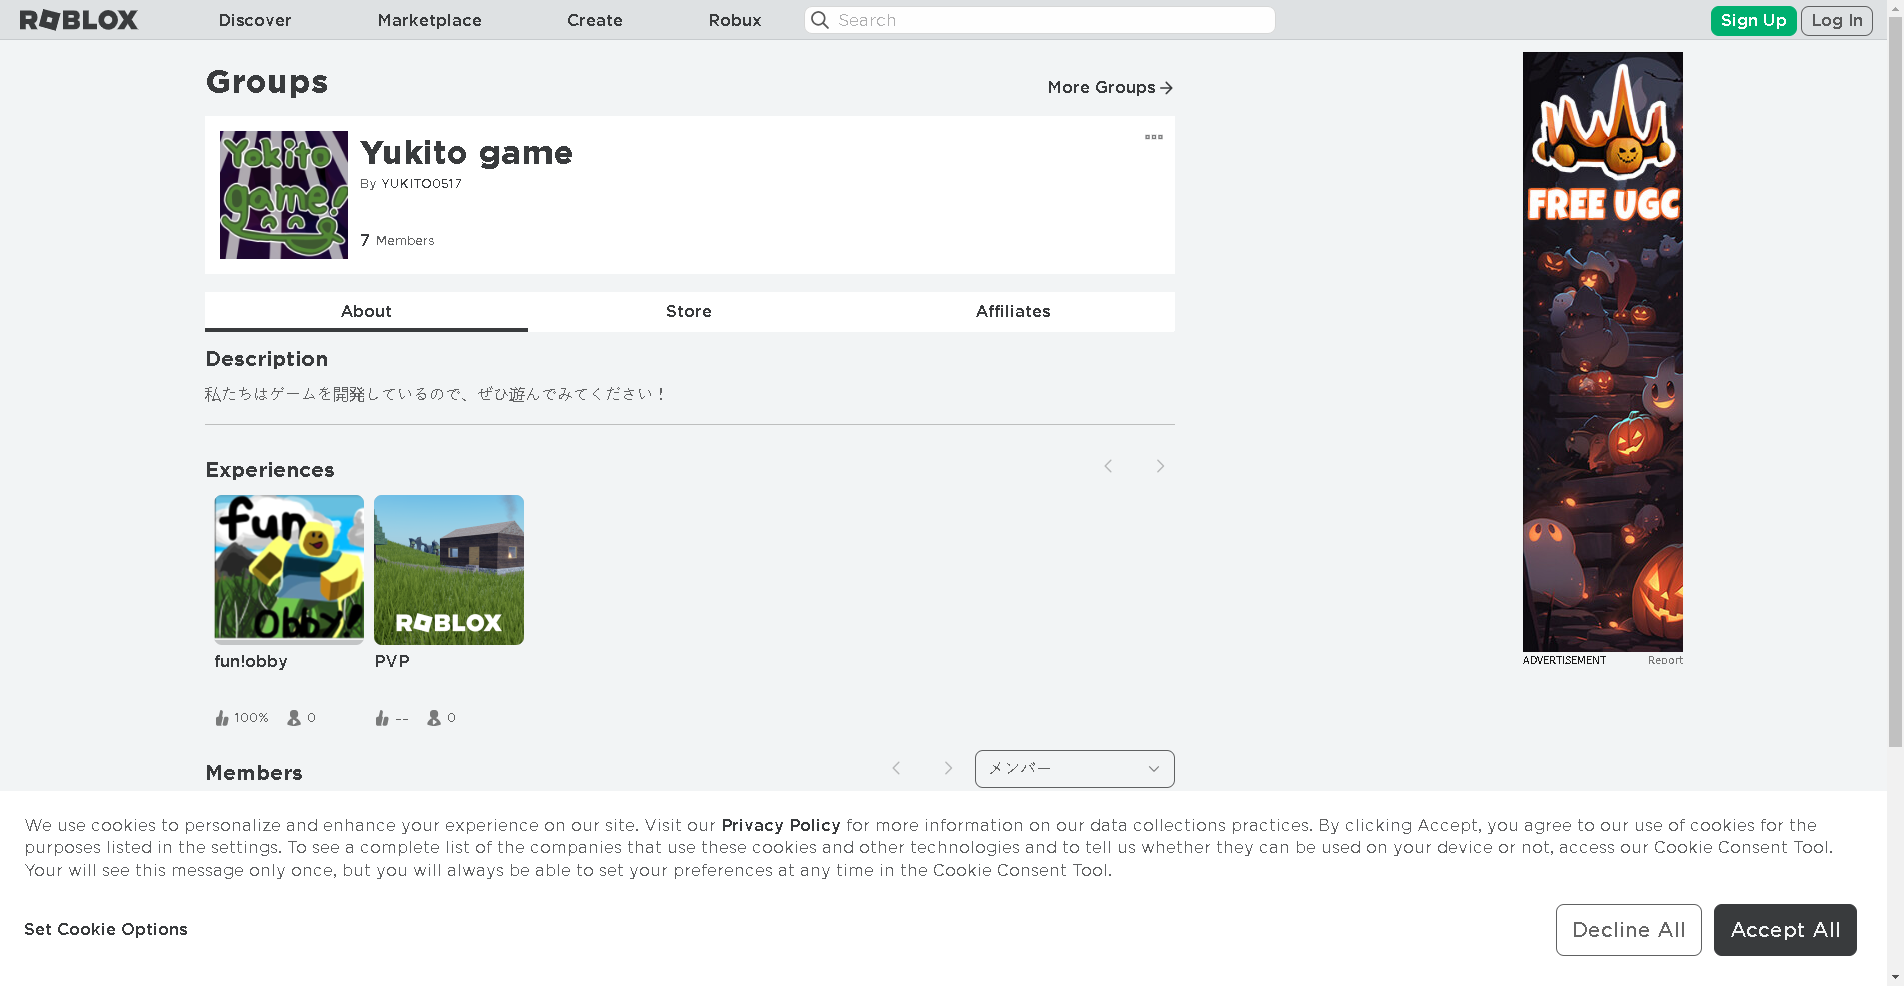 ROBLOX
Discover
Marketplace
Create
Robux
Search
Sign Up
Log In
Groups
More Groups
Yokito
game!
Yukito game
By YUKITO0517
7 Members
About
Store
Affiliates
Description
私たちはゲームを開発しているので、ぜひ遊んでみてください！
Experiences
fun
obby!
ROBLOX
fun!obby
PVP
100%
0
--
0
Members
メンバー
FREE UGC
ADVERTISEMENT
Report
We use cookies to personalize and enhance your experience on our site. Visit our Privacy Policy for more information on our data collections practices. By clicking Accept, you agree to our use of cookies for the
purposes listed in the settings. To see a complete list of the companies that use these cookies and other technologies and to tell us whether they can be used on your device or not, access our Cookie Consent Tool.
Your will see this message only once, but you will always be able to set your preferences at any time in the Cookie Consent Tool.
Set Cookie Options
Decline All
Accept All